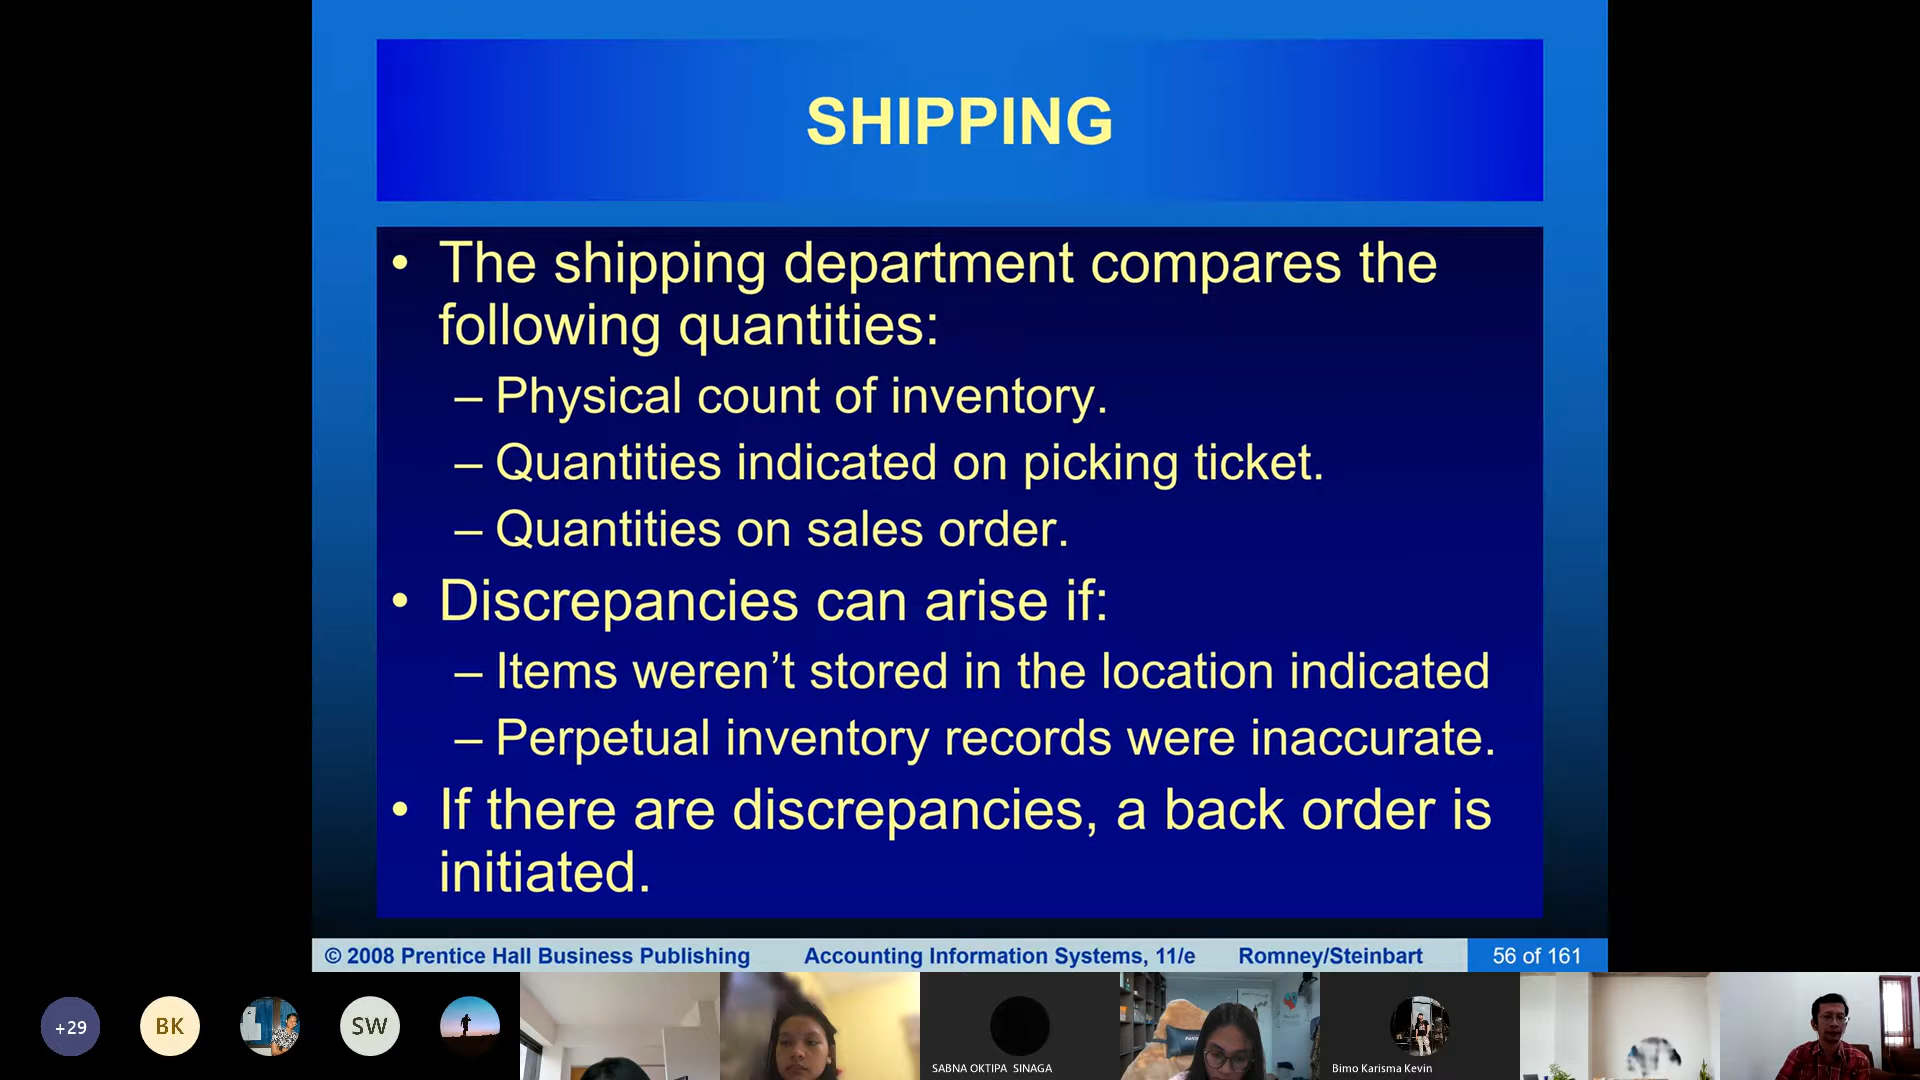 SHIPPING
• The shipping department compares the
following quantities:
– Physical count of inventory.
– Quantities indicated on picking ticket.
– Quantities on sales order.
• Discrepancies can arise if:
– Items weren’t stored in the location indicated
– Perpetual inventory records were inaccurate.
• If there are discrepancies, a back order is
initiated.
© 2008 Prentice Hall Business Publishing Accounting Information Systems, 11/e Romney/Steinbart 56 of 161
+29 BK SW
SABNA OKTIPA SINAGA Bimo Karisma Kevin